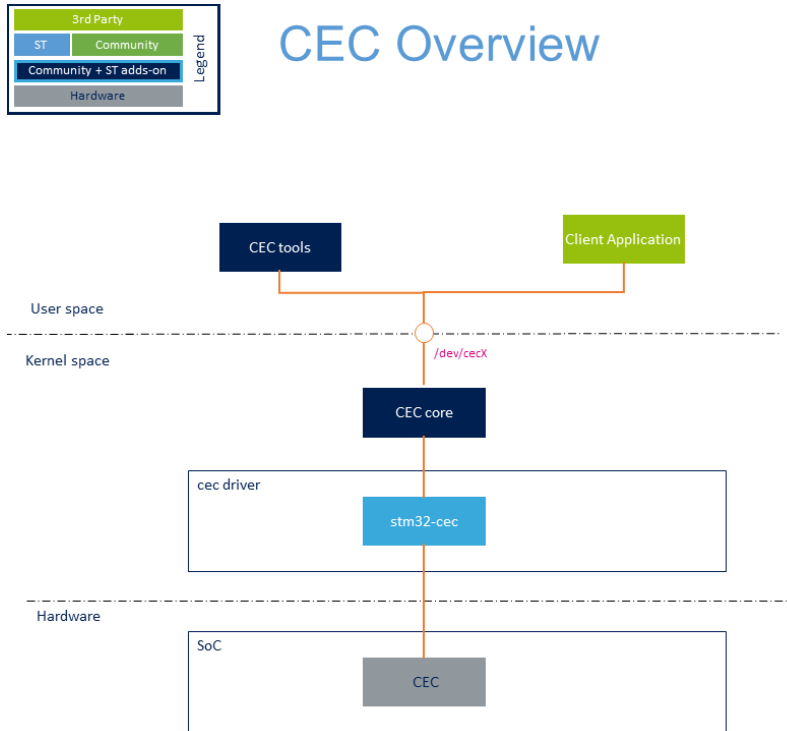 3rd Party
ST Community
Community + ST adds-on
Hardware
Legend
CEC Overview
CEC tools
Client Application
User space
/dev/cecX
Kernel space
CEC core
cec driver
stm32-cec
Hardware
SoC
CEC